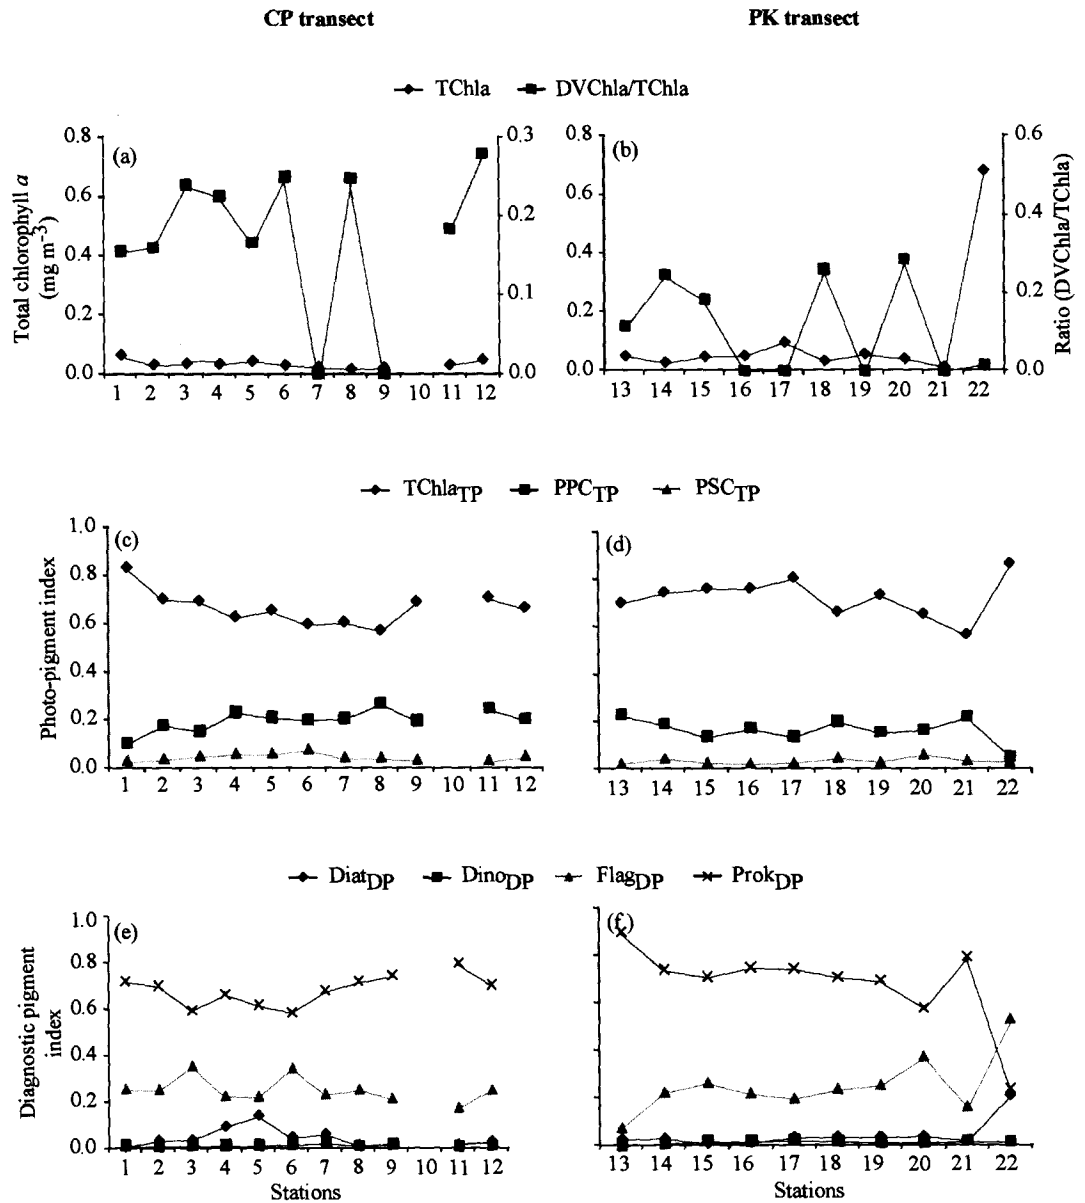 CP transect
PK transect
TChla DVChla/TChla
(a)
0.8
0.6
0.4
0.2
0.0
Total chlorophyll a
(mg m-3)
0.3
0.2
0.1
0.0
1 2 3 4 5 6 7 8 9 10 11 12
(b)
0.8
0.6
0.4
0.2
0.0
0.6
0.4
0.2
0.0
Ratio (DVChla/TChla)
13 14 15 16 17 18 19 20 21 22
TChlaTP PPCTP PSCTP
(c)
1.0
0.8
0.6
0.4
0.2
0.0
Photo-pigment index
1 2 3 4 5 6 7 8 9 10 11 12
(d)
13 14 15 16 17 18 19 20 21 22
DiatDP DinoDP FlagDP ProkDP
(e)
1.0
0.8
0.6
0.4
0.2
0.0
Diagnostic pigment
index
1 2 3 4 5 6 7 8 9 10 11 12
Stations
(f)
13 14 15 16 17 18 19 20 21 22
Stations